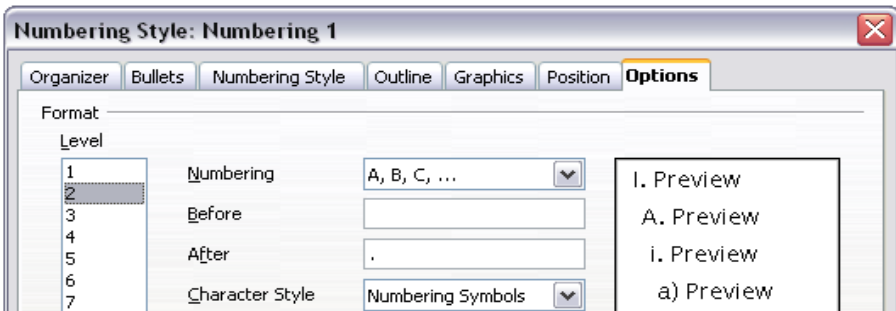 Numbering Style: Numbering 1
Organizer Bullets Numbering Style Outline Graphics Position Options
Format
Level
1
2
3
4
5
6
7
Numbering A, B, C, ...
Before
After .
Character Style Numbering Symbols
I. Preview
A. Preview
i. Preview
a) Preview